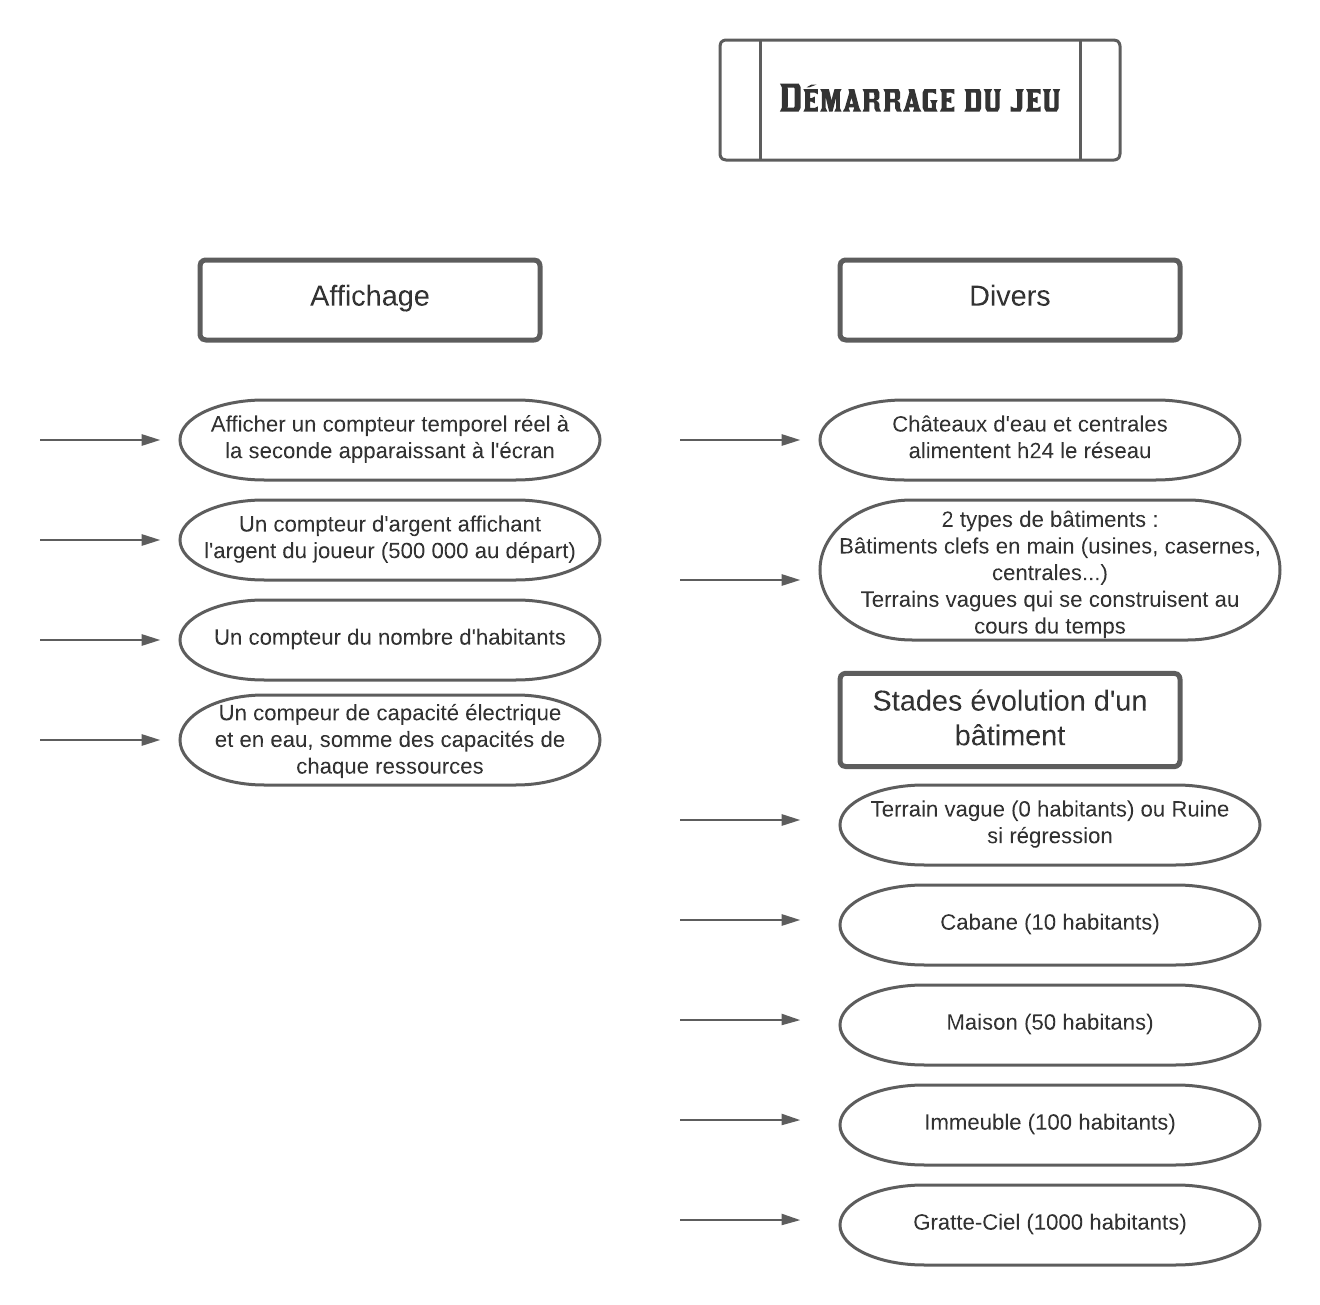 Démarrage du jeu
Affichage
Afficher un compteur temporel réel à
la seconde apparaissant à l'écran
Un compteur d'argent affichant
l'argent du joueur (500 000 au départ)
Un compteur du nombre d'habitants
Un compeur de capacité électrique
et en eau, somme des capacités de
chaque ressources
Divers
Châteaux d'eau et centrales
alimentent h24 le réseau
2 types de bâtiments :
Bâtiments clefs en main (usines, casernes,
centrales...)
Terrains vagues qui se construisent au
cours du temps
Stades évolution d'un
bâtiment
Terrain vague (0 habitants) ou Ruine
si régression
Cabane (10 habitants)
Maison (50 habitans)
Immeuble (100 habitants)
Gratte-Ciel (1000 habitants)